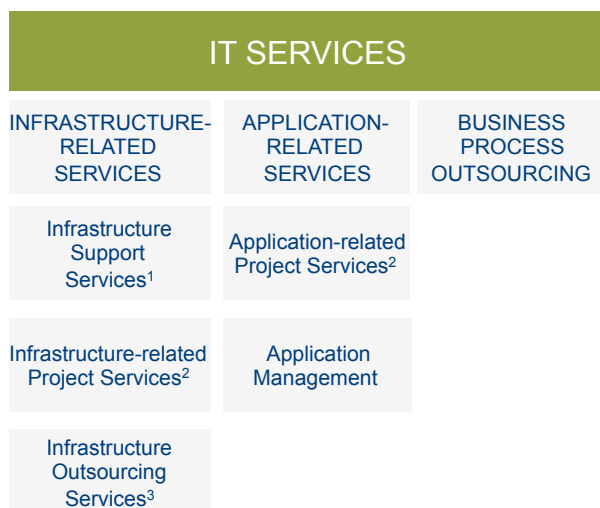 IT SERVICES
INFRASTRUCTURE-
RELATED
SERVICES
APPLICATION-
RELATED
SERVICES
BUSINESS
PROCESS
OUTSOURCING
Infrastructure
Support
Services¹
Application-related
Project Services²
Infrastructure-related
Project Services²
Application
Management
Infrastructure
Outsourcing
Services³